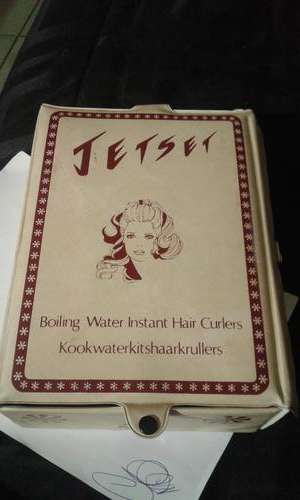 JETSET
Boiling Water Instant Hair Curlers
Kookwaterkitshaarkrullers